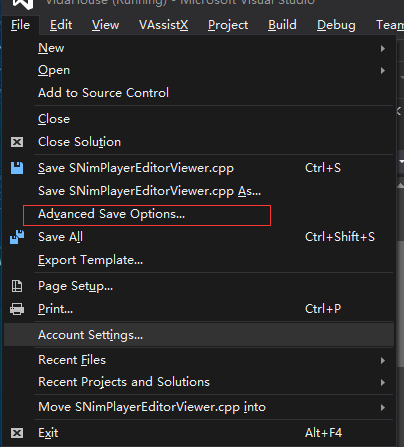 VidaHouse (Running) - Microsoft Visual Studio
File Edit View VAssistX Project Build Debug Team
New
Open
Add to Source Control
Close
Close Solution
Save SNimPlayerEditorViewer.cpp Ctrl+S
Save SNimPlayerEditorViewer.cpp As...
Advanced Save Options...
Save All Ctrl+Shift+S
Export Template...
Page Setup...
Print... Ctrl+P
Account Settings...
Recent Files
Recent Projects and Solutions
Move SNimPlayerEditorViewer.cpp into
Exit Alt+F4